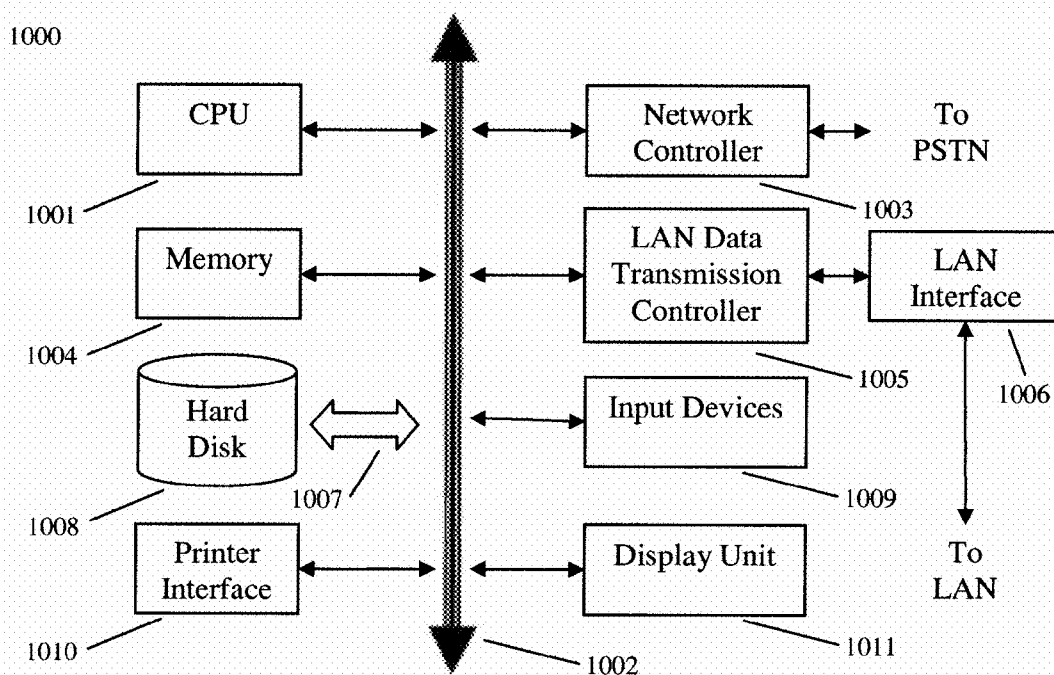 1000
CPU
1001
Network
Controller
1003
To
PSTN
Memory
1004
LAN Data
Transmission
Controller
1005
LAN
Interface
1006
Hard
Disk
1008
1007
Input Devices
1009
Printer
Interface
1010
Display Unit
1011
To
LAN
1002